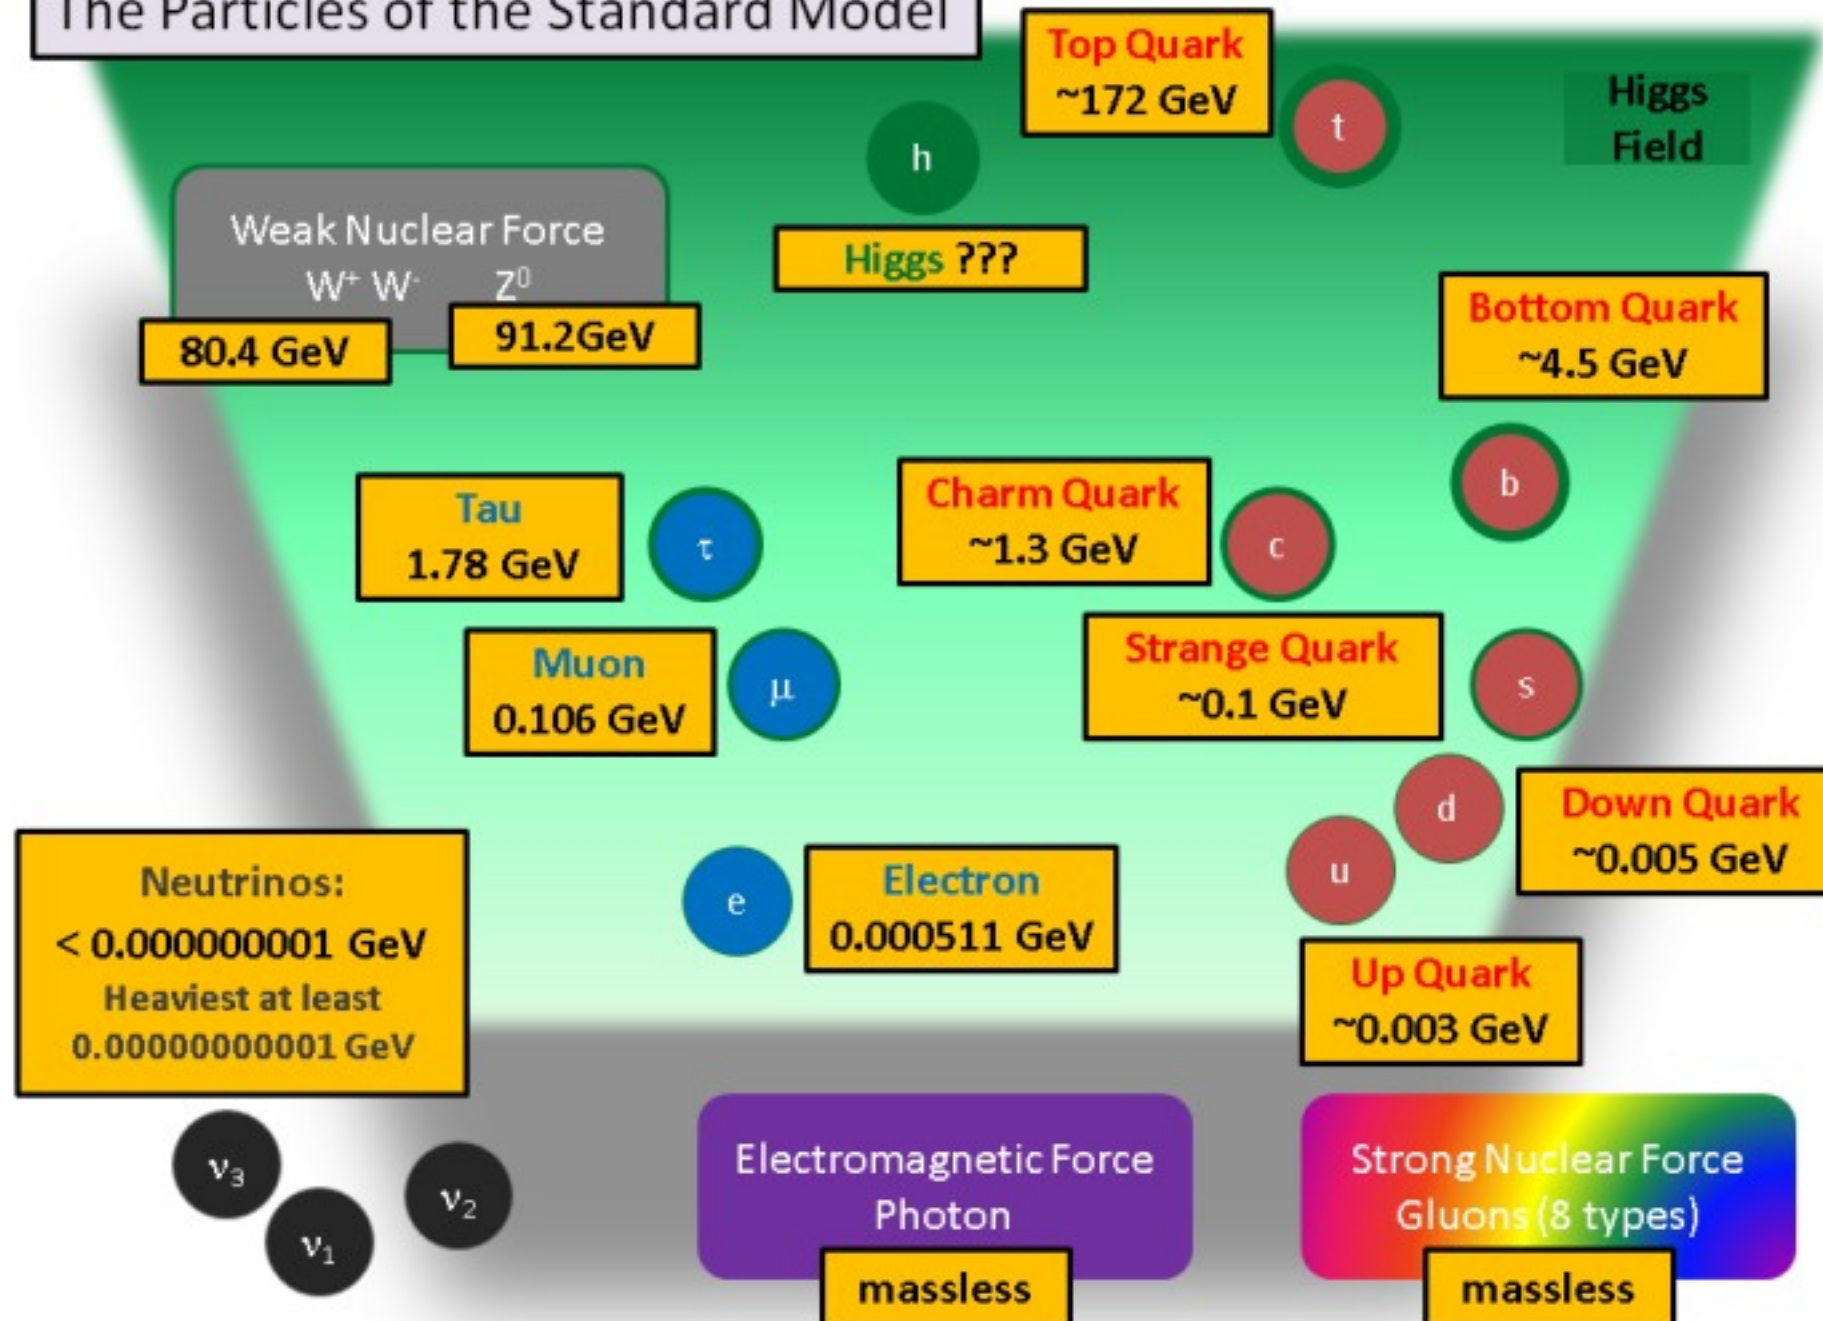 The Particles of the Standard Model
Top Quark
~172 GeV
t
Higgs
Field
h
Higgs ???
Weak Nuclear Force
W⁺ W⁻ Z⁰
80.4 GeV
91.2GeV
Bottom Quark
~4.5 GeV
b
Tau
1.78 GeV
τ
Charm Quark
~1.3 GeV
c
Muon
0.106 GeV
μ
Strange Quark
~0.1 GeV
s
d
Down Quark
~0.005 GeV
u
Up Quark
~0.003 GeV
e
Electron
0.000511 GeV
Neutrinos:
< 0.000000001 GeV
Heaviest at least
0.00000000001 GeV
ν₃
ν₁
ν₂
Electromagnetic Force
Photon
massless
Strong Nuclear Force
Gluons (8 types)
massless